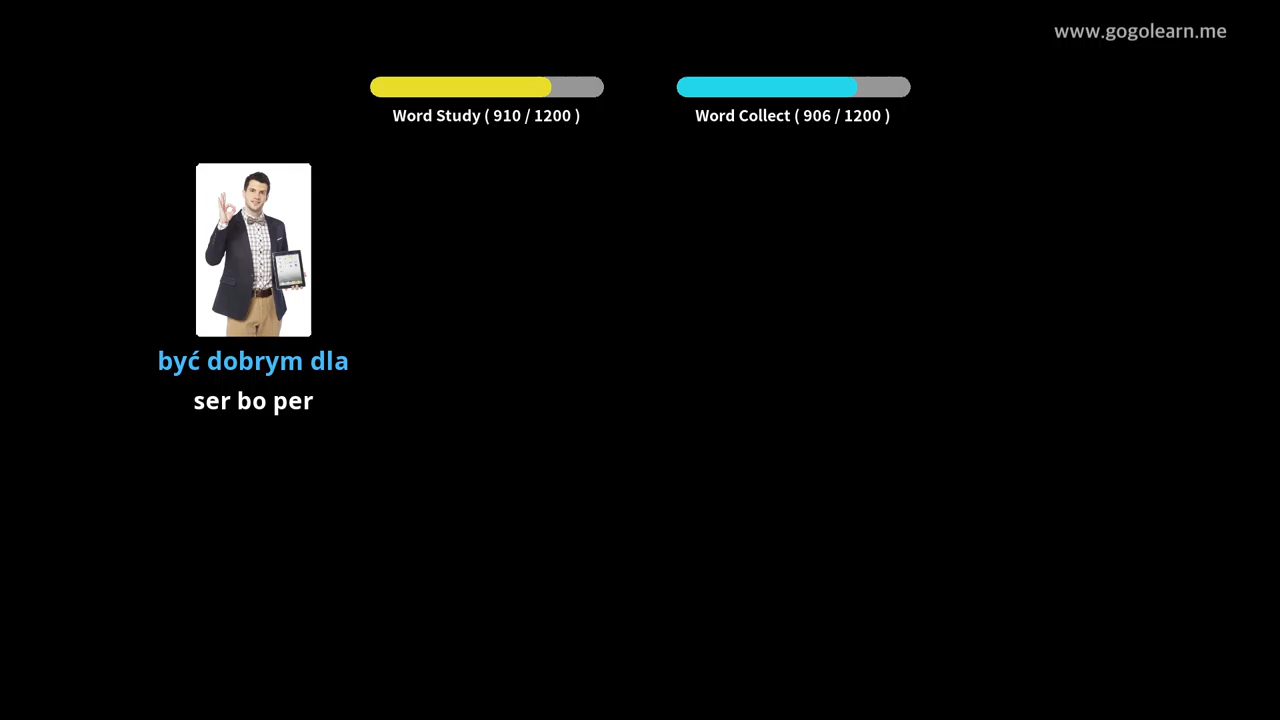 www.gogolearn.me
Word Study ( 910 / 1200 )
Word Collect ( 906 / 1200 )
być dobrym dla
ser bo per